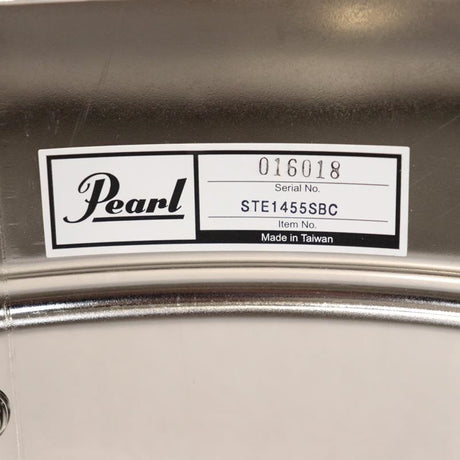 Pearl
016018
Serial No.
STE1455SBC
Item No.
Made in Taiwan